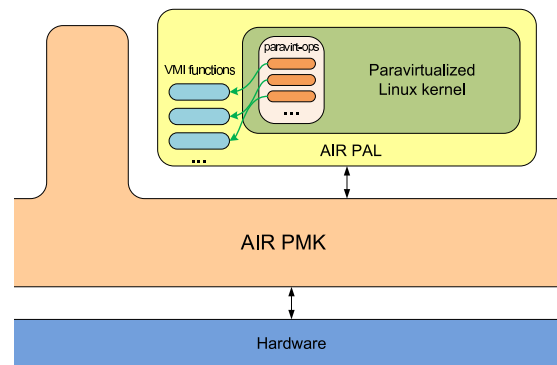 paravirt-ops
VMI functions
Paravirtualized
Linux kernel
...
...
AIR PAL
AIR PMK
Hardware